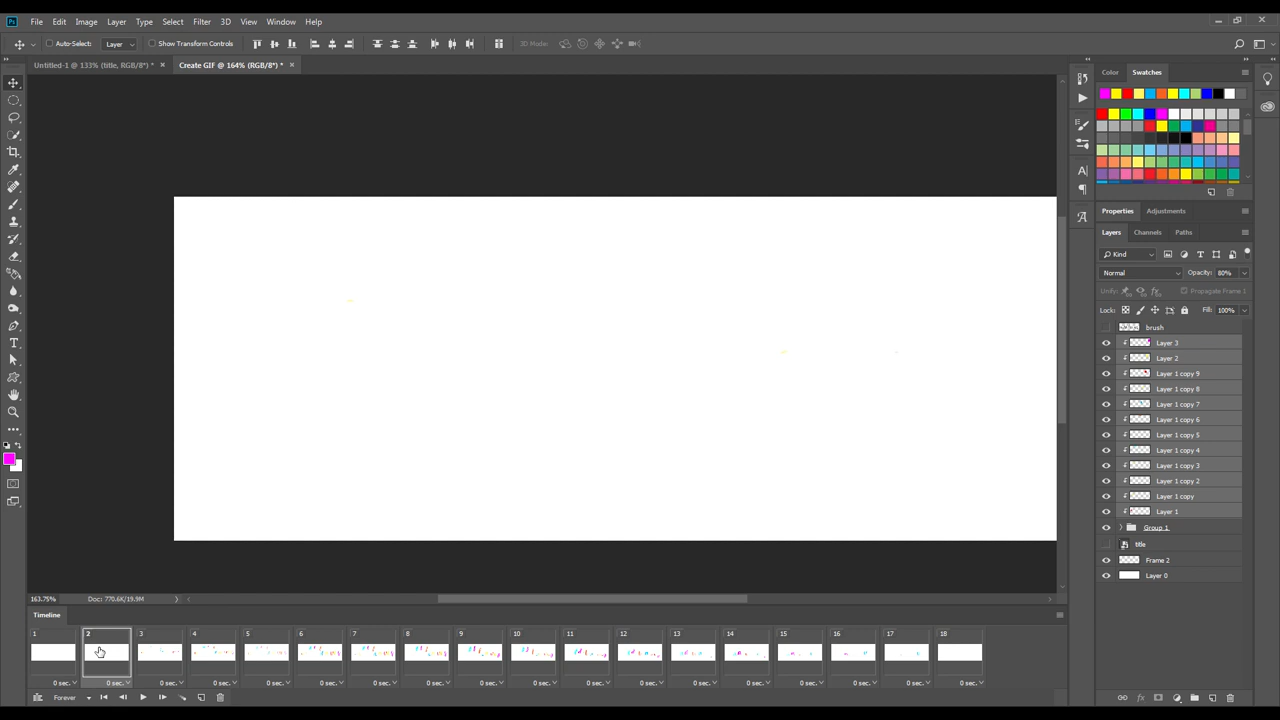 Ps File Edit Image Layer Type Select Filter 3D View Window Help
Auto-Select: Layer Show Transform Controls 3D Mode:
Untitled-1 @ 133% (title, RGB/8*) * × Create GIF @ 164% (RGB/8*) * ×
Color Swatches
Properties Adjustments
Layers Channels Paths
Kind
Normal Opacity: 80%
Unify: Propagate Frame 1
Lock: Fill: 100%
brush
Layer 3
Layer 2
Layer 1 copy 9
Layer 1 copy 8
Layer 1 copy 7
Layer 1 copy 6
Layer 1 copy 5
Layer 1 copy 4
Layer 1 copy 3
Layer 1 copy 2
Layer 1 copy
Layer 1
Group 1
title
Frame 2
Layer 0
163.75% Doc: 770.6K/19.9M
Timeline
1 2 3 4 5 6 7 8 9 10 11 12 13 14 15 16 17 18
0 sec. 0 sec. 0 sec. 0 sec. 0 sec. 0 sec. 0 sec. 0 sec. 0 sec. 0 sec. 0 sec. 0 sec. 0 sec. 0 sec. 0 sec. 0 sec. 0 sec. 0 sec.
Forever